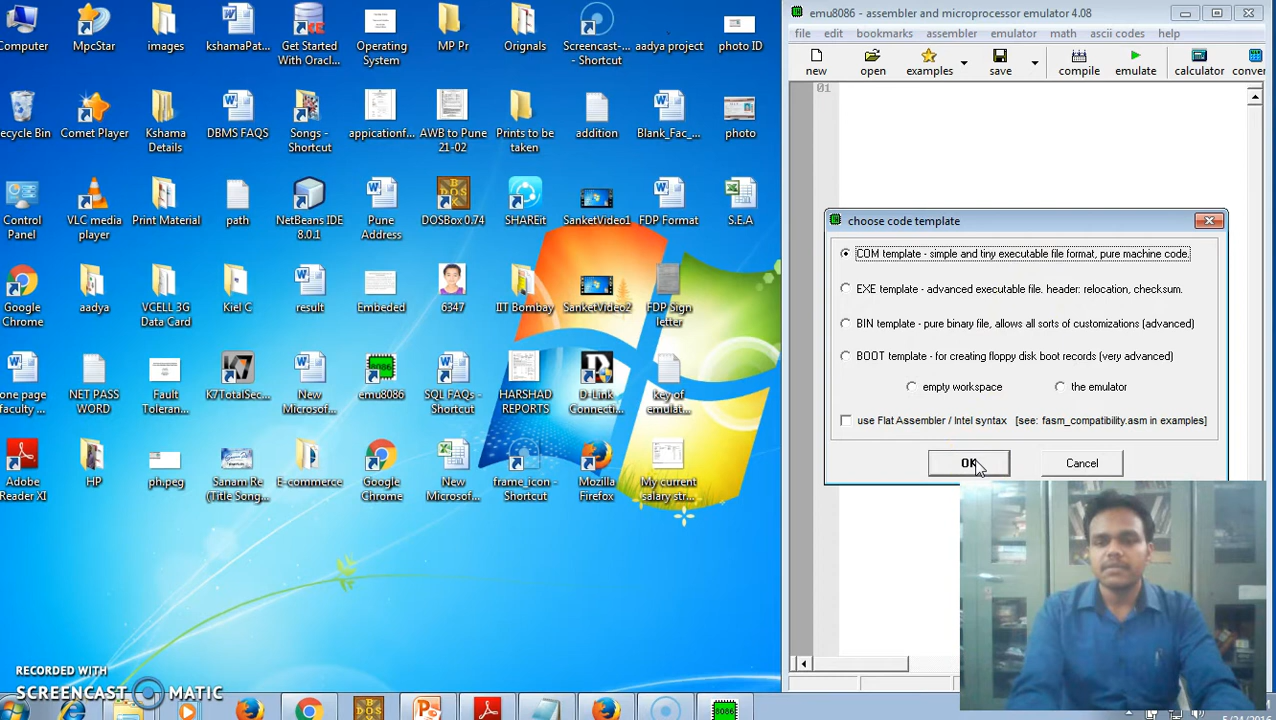 Computer
MpcStar
images
kshamaPat...
Get Started
With Oracl...
Operating
System
MP Pr
Orignals
Screencast-...
- Shortcut
aadya project
photo ID
ecycle Bin
Comet Player
Kshama
Details
DBMS FAQS
Songs -
Shortcut
appicationf...
AWB to Pune
21-02
Prints to be
taken
addition
Blank_Fac_...
photo
Control
Panel
VLC media
player
Print Material
path
NetBeans IDE
8.0.1
Pune
Address
DOSBox 0.74
SHAREit
SanketVideo1
FDP Format
S.E.A
Google
Chrome
aadya
VCELL 3G
Data Card
Kiel C
result
Embeded
6347
IIT Bombay
SanketVideo2
FDP Sign
letter
one page
faculty ...
NET PASS
WORD
Fault
Toleran...
K7TotalSec...
New
Microsof...
emu8086
SQL FAQs -
Shortcut
HARSHAD
REPORTS
D-Link
Connecti...
key of
emulat...
Adobe
Reader XI
HP
ph.peg
Sanam Re
(Title Song...
E-commerce
Google
Chrome
New
Microsof...
frame_icon -
Shortcut
Mozilla
Firefox
My current
salary str...
emu8086 - assembler and microprocessor emulator 4.08
file edit bookmarks assembler emulator math ascii codes help
new open examples save compile emulate calculator conver
01
choose code template
COM template - simple and tiny executable file format, pure machine code.
EXE template - advanced executable file. header: relocation, checksum.
BIN template - pure binary file, allows all sorts of customizations (advanced)
BOOT template - for creating floppy disk boot records (very advanced)
empty workspace the emulator
use Flat Assembler / Intel syntax [see: fasm_compatibility.asm in examples]
OK Cancel
RECORDED WITH
SCREENCAST MATIC
8086